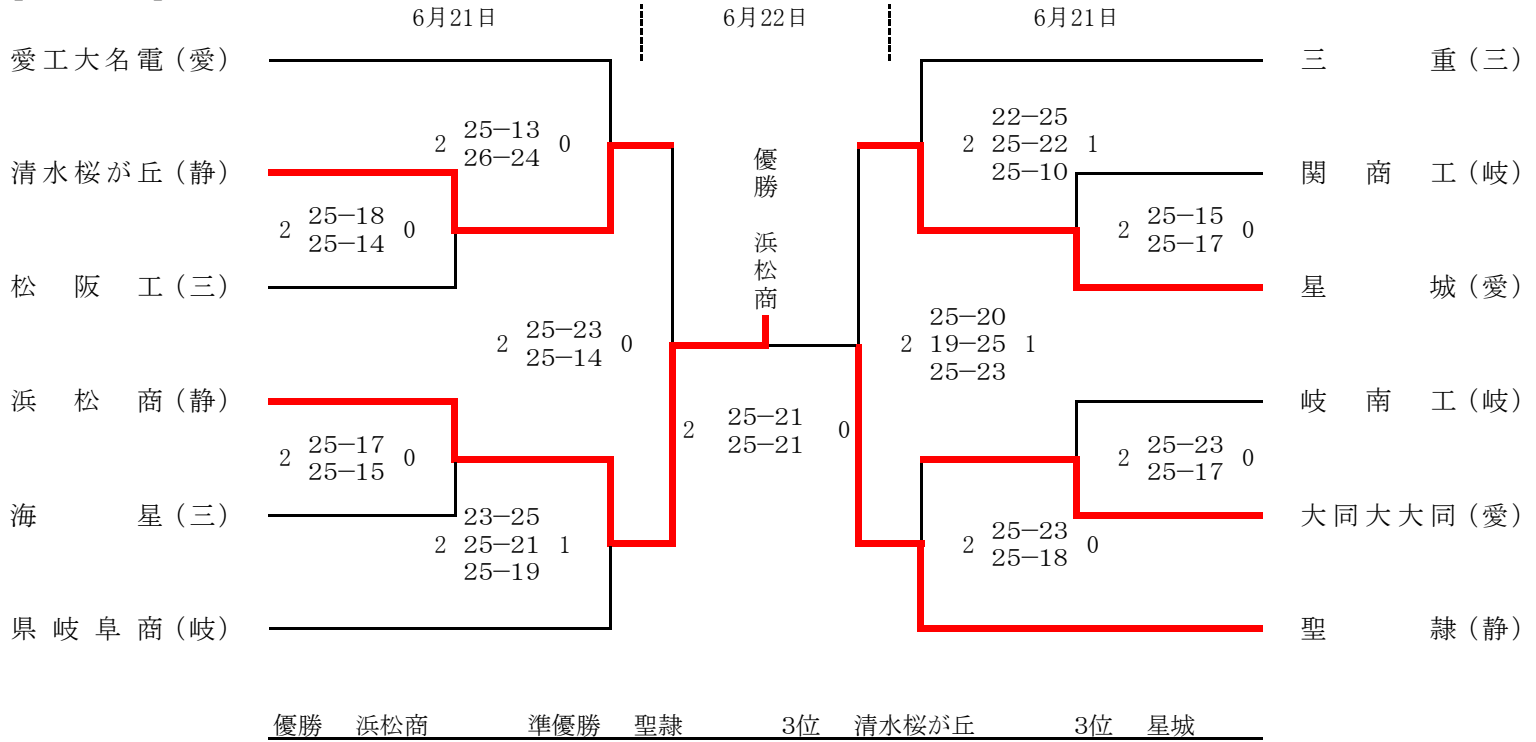 6月21日 6月22日 6月21日
愛工大名電(愛) 三重(三)
2 25-13 0
26-24
2 22-25 1
25-22
25-10
清水桜が丘(静) 関商工(岐)
2 25-18 0
25-14
2 25-15 0
25-17
松阪工(三) 星城(愛)
優勝 浜松商
2 25-23 0
25-14
2 25-20 1
19-25
25-23
浜松商(静) 岐南工(岐)
2 25-21 0
25-21
2 25-17 0
25-15
2 25-23 0
25-17
海星(三) 大同大大同(愛)
2 23-25 1
25-21
25-19
2 25-23 0
25-18
県岐阜商(岐) 聖隷(静)
優勝 浜松商 準優勝 聖隷 3位 清水桜が丘 3位 星城